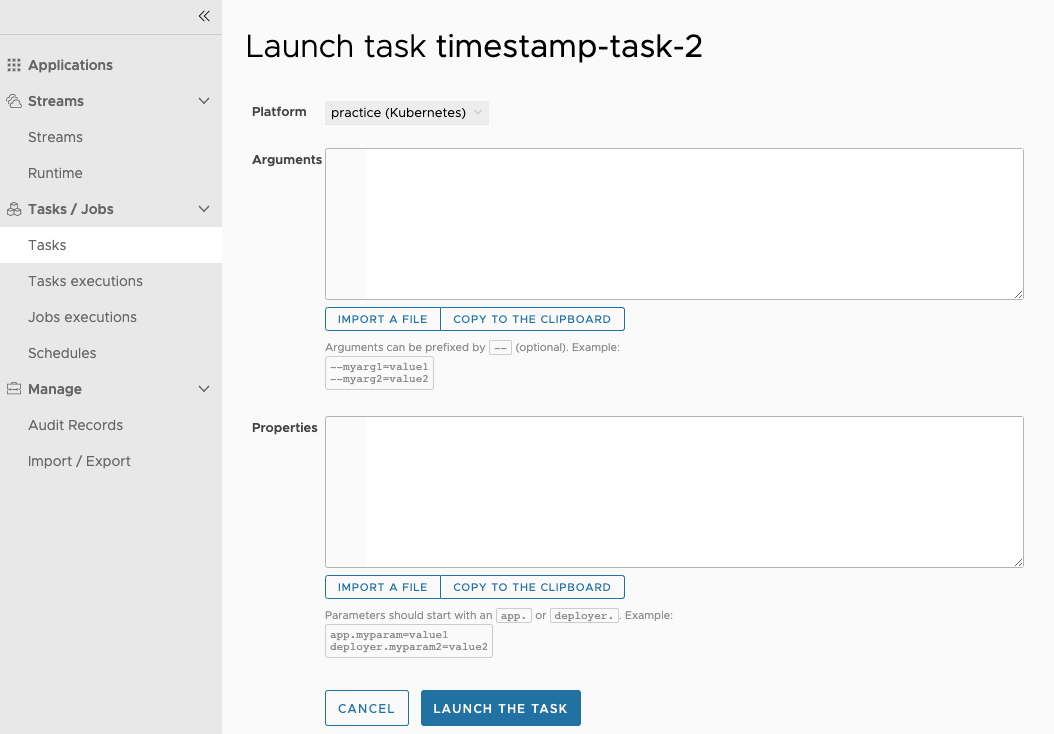 Applications
Streams
Streams
Runtime
Tasks / Jobs
Tasks
Tasks executions
Jobs executions
Schedules
Manage
Audit Records
Import / Export
Launch task timestamp-task-2
Platform practice (Kubernetes)
Arguments
IMPORT A FILE COPY TO THE CLIPBOARD
Arguments can be prefixed by -- (optional). Example:
--myarg1=value1
--myarg2=value2
Properties
IMPORT A FILE COPY TO THE CLIPBOARD
Parameters should start with an app. or deployer. . Example:
app.myparam=value1
deployer.myparam2=value2
CANCEL LAUNCH THE TASK